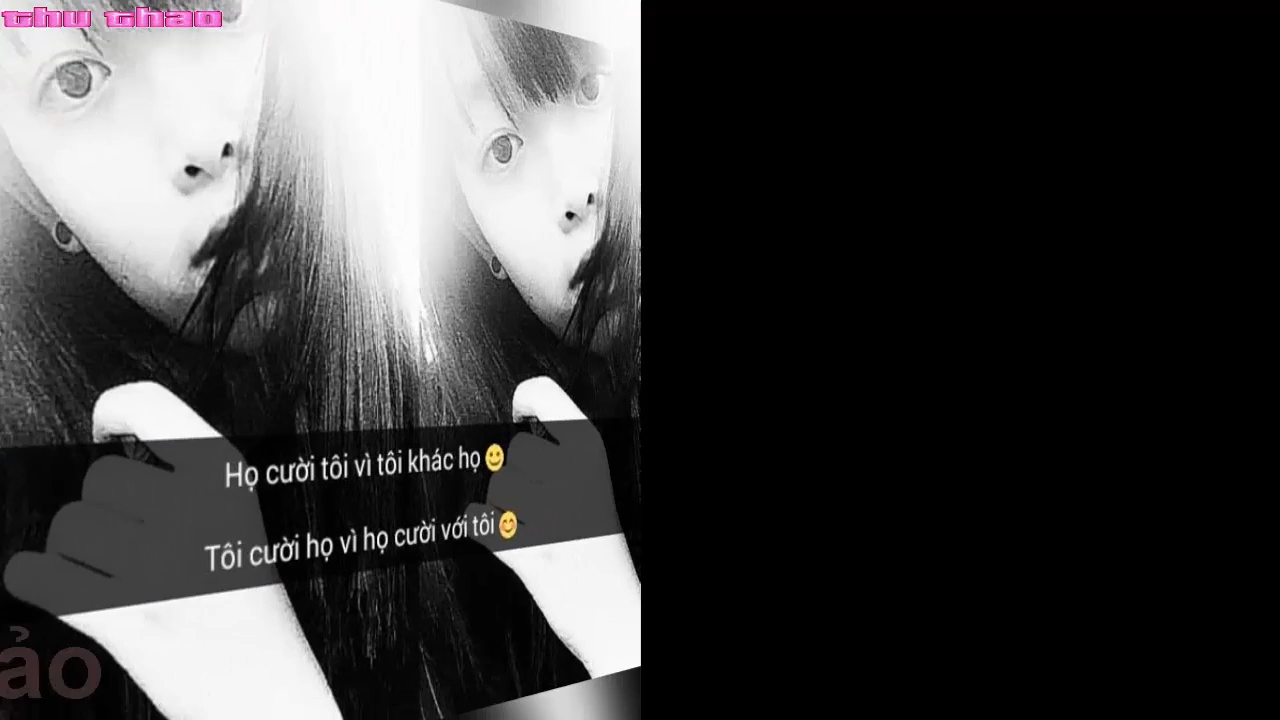 THU THAO
Họ cười tôi vì tôi khác họ😊
Tôi cười họ vì họ cười với tôi😊
ảo